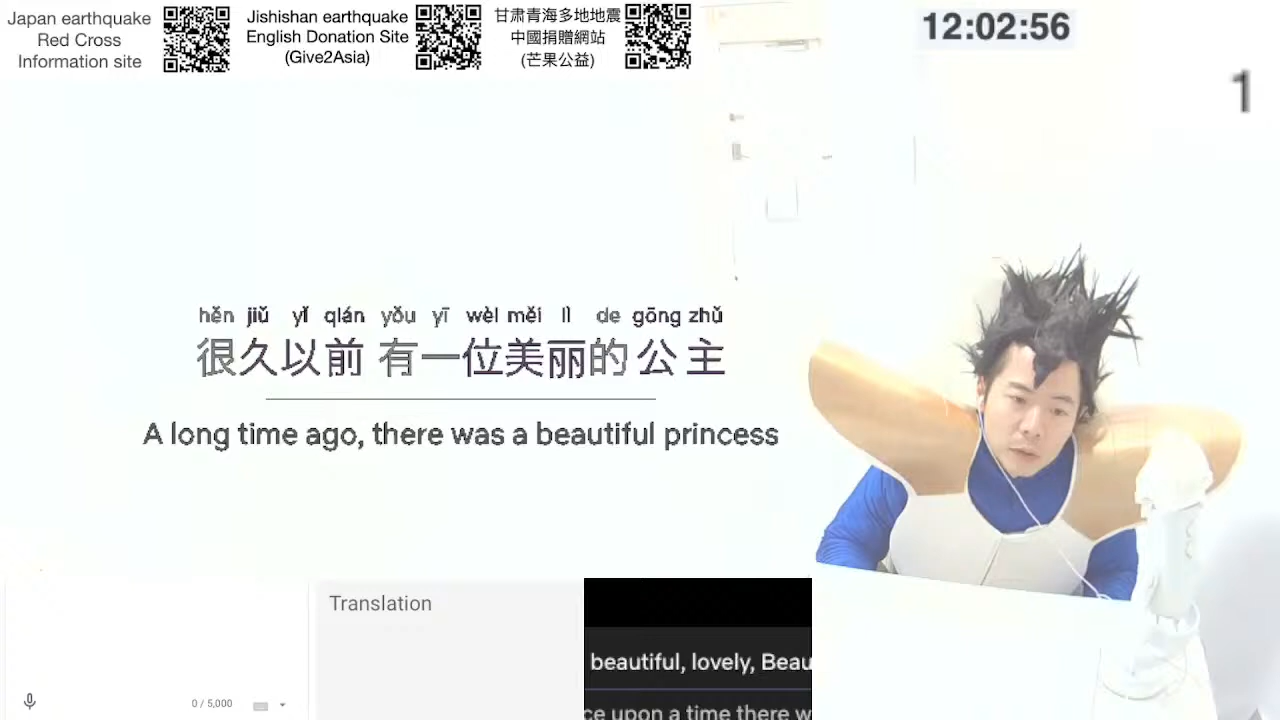 Japan earthquake
Red Cross
Information site
Jishishan earthquake
English Donation Site
(Give2Asia)
甘肃青海多地地震
中國捐贈網站
(芒果公益)
12:02:56
1
hěn jiǔ yǐ qián yǒu yī wèi měi lì de gōng zhǔ
很久以前 有一位美丽的公主
A long time ago, there was a beautiful princess
Translation
0 / 5,000
beautiful, lovely, Beau
ce upon a time there w